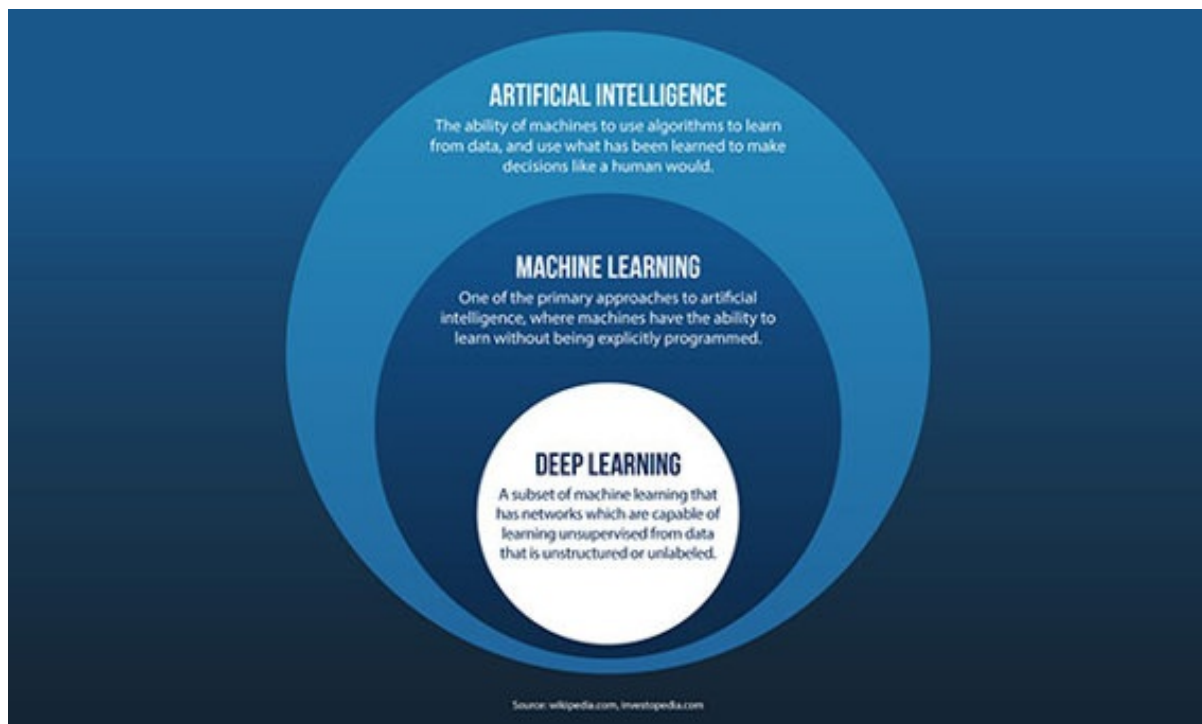 ARTIFICIAL INTELLIGENCE
The ability of machines to use algorithms to learn
from data, and use what has been learned to make
decisions like a human would.
MACHINE LEARNING
One of the primary approaches to artificial
intelligence, where machines have the ability to
learn without being explicitly programmed.
DEEP LEARNING
A subset of machine learning that
has networks which are capable of
learning unsupervised from data
that is unstructured or unlabeled.
Source: wikipedia.com, investopedia.com